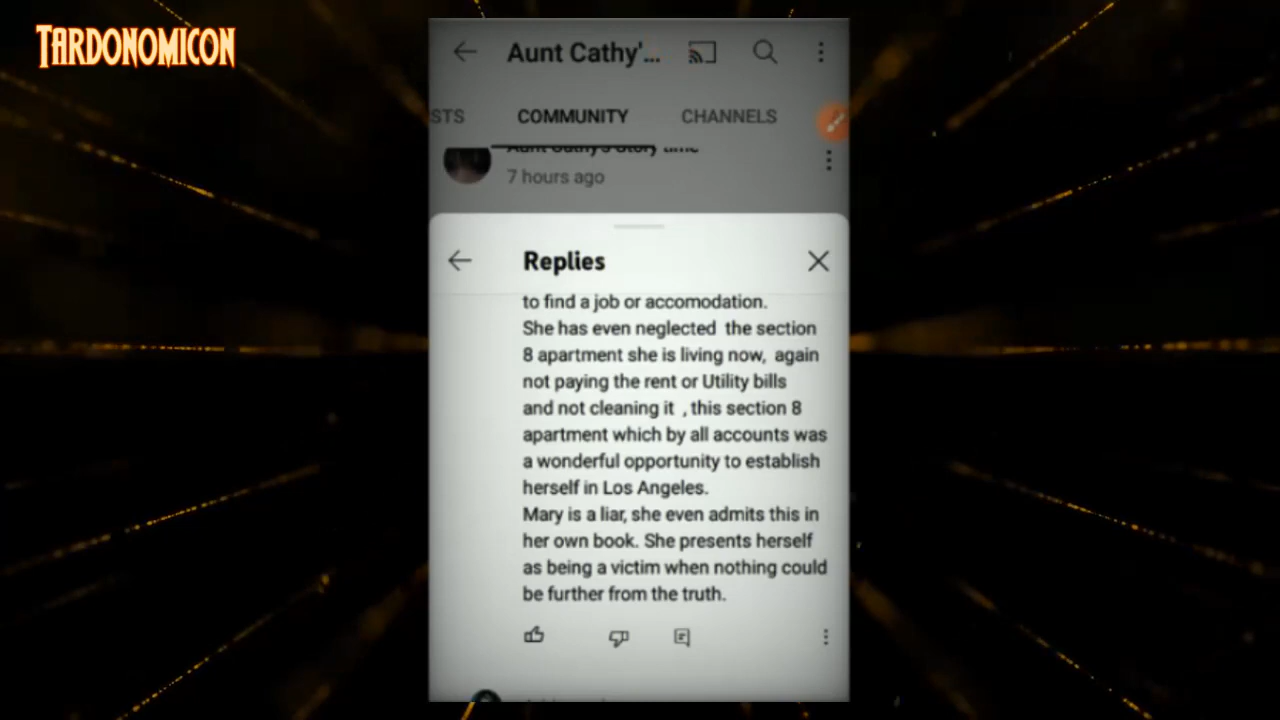 TARDONOMICON
Aunt Cathy'...
STS COMMUNITY CHANNELS
Aunt Cathy's Story time
7 hours ago
Replies
to find a job or accomodation.
She has even neglected the section
8 apartment she is living now, again
not paying the rent or Utility bills
and not cleaning it , this section 8
apartment which by all accounts was
a wonderful opportunity to establish
herself in Los Angeles.
Mary is a liar, she even admits this in
her own book. She presents herself
as being a victim when nothing could
be further from the truth.